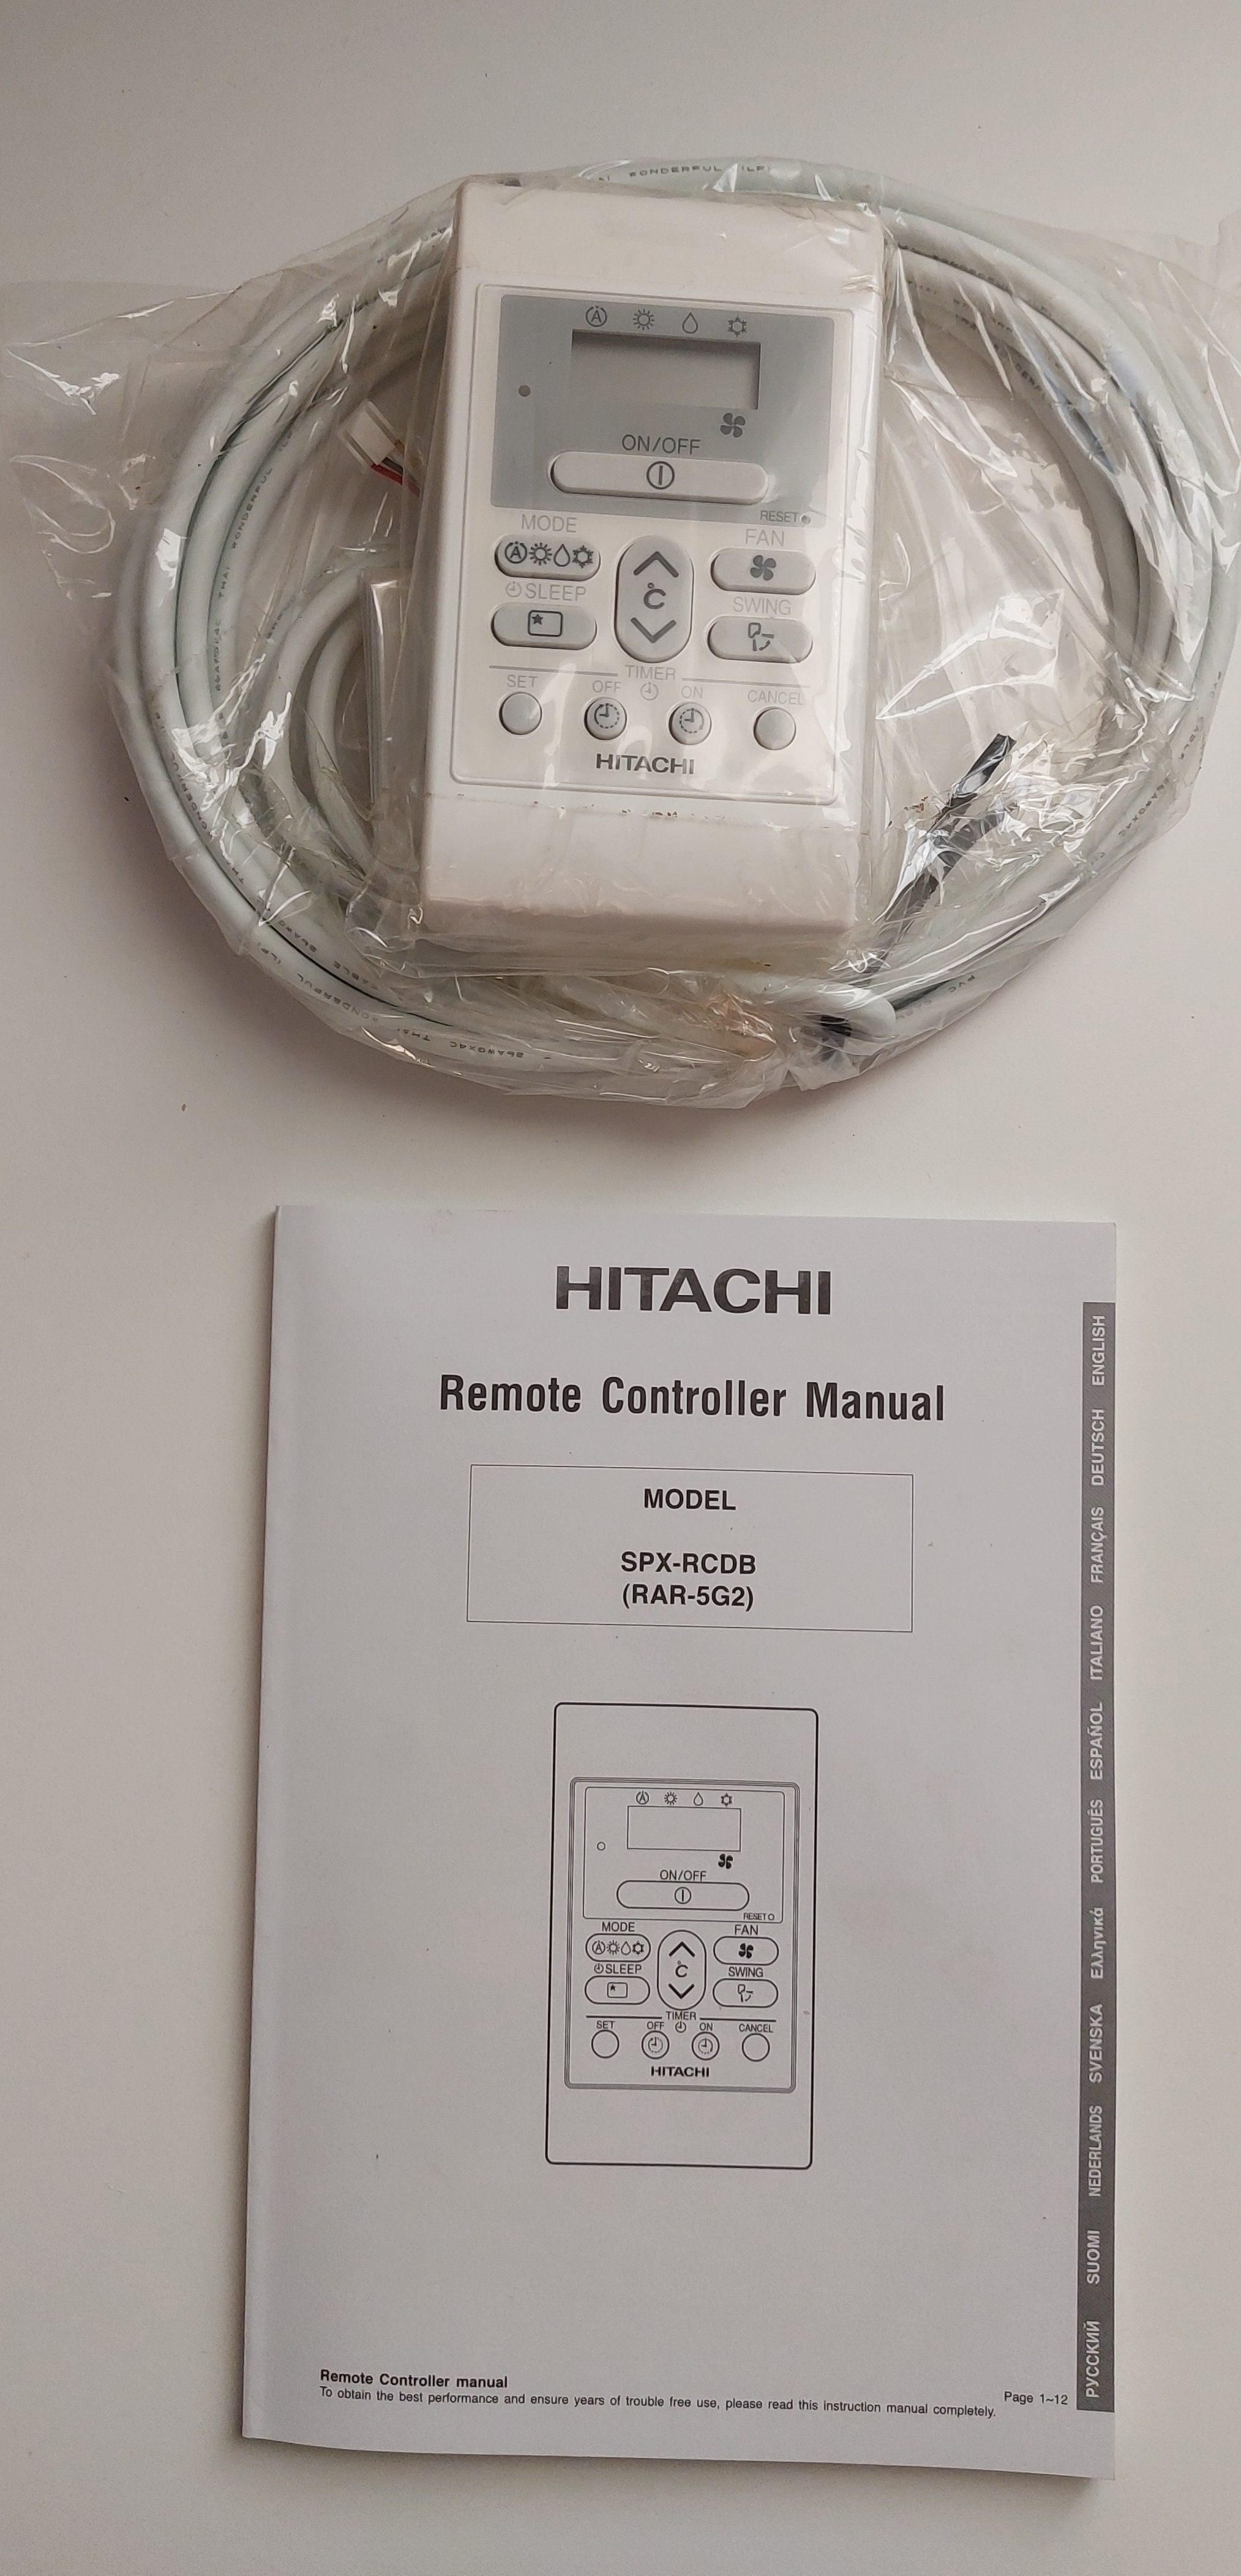 WONDERFUL (LP)
ON/OFF
RESET
MODE
FAN
°C
SLEEP
SWING
TIMER
SET
OFF
ON
CANCEL
HITACHI
HITACHI
Remote Controller Manual
MODEL
SPX-RCDB
(RAR-5G2)
ON/OFF
RESET
MODE
FAN
°C
SLEEP
SWING
TIMER
SET
OFF
ON
CANCEL
HITACHI
ENGLISH
DEUTSCH
FRANÇAIS
ITALIANO
ESPAÑOL
PORTUGUÊS
Ελληνικά
SVENSKA
NEDERLANDS
SUOMI
РУССКИЙ
Remote Controller manual
To obtain the best performance and ensure years of trouble free use, please read this instruction manual completely.
Page 1~12